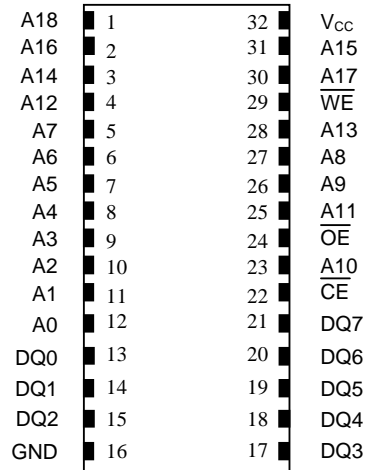 A18 1 32 VCC
A16 2 31 A15
A14 3 30 A17
A12 4 29 WE
A7 5 28 A13
A6 6 27 A8
A5 7 26 A9
A4 8 25 A11
A3 9 24 OE
A2 10 23 A10
A1 11 22 CE
A0 12 21 DQ7
DQ0 13 20 DQ6
DQ1 14 19 DQ5
DQ2 15 18 DQ4
GND 16 17 DQ3